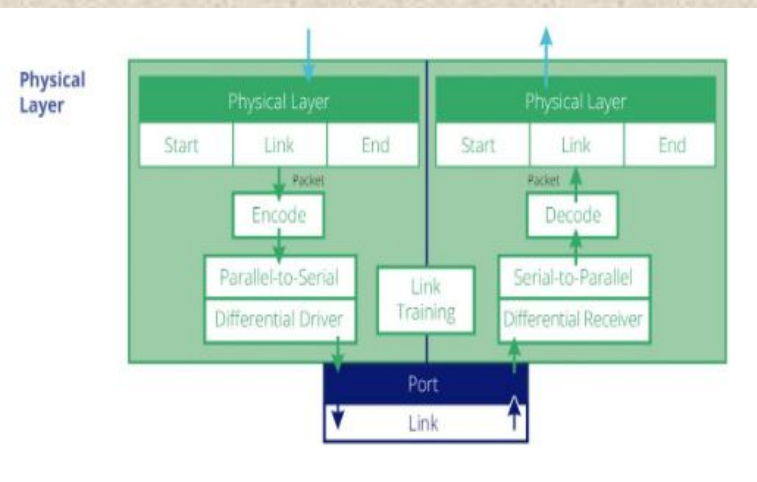 Physical
Layer
Physical Layer
Start Link End
Packet
Encode
Parallel-to-Serial
Differential Driver
Link
Training
Physical Layer
Start Link End
Packet
Decode
Serial-to-Parallel
Differential Receiver
Port
Link